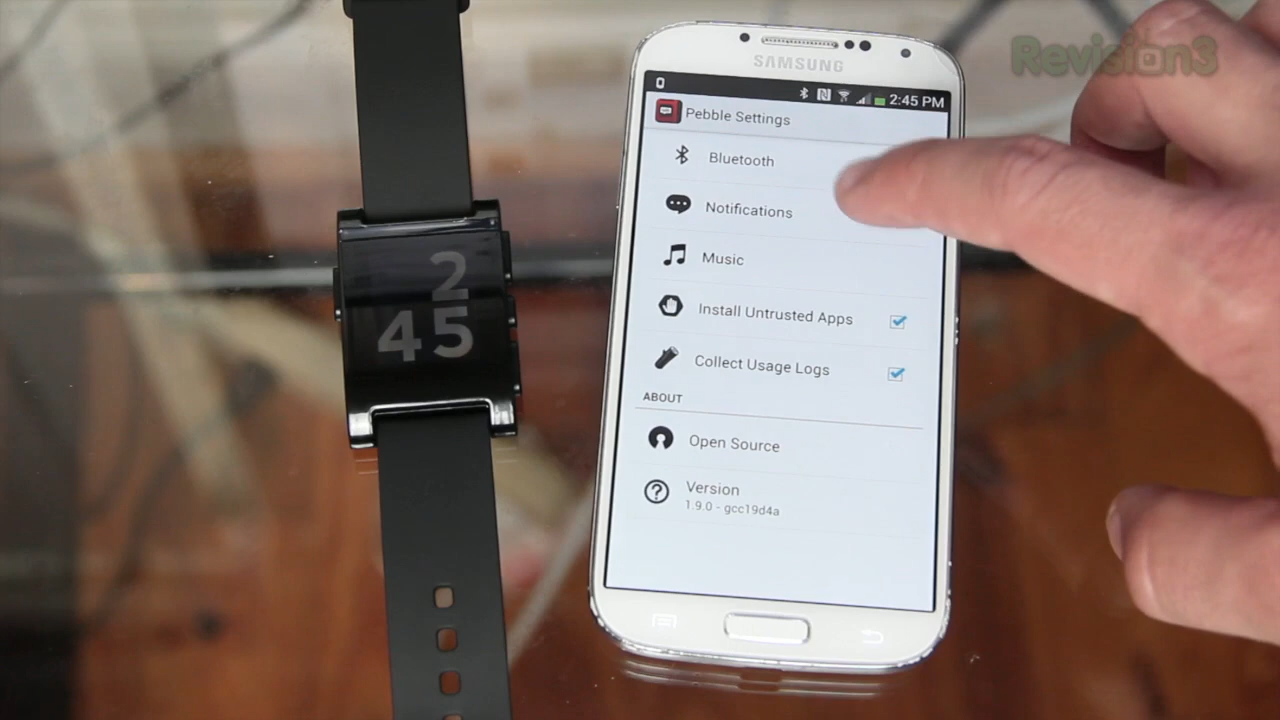 Revision3
SAMSUNG
2:45 PM
Pebble Settings
Bluetooth
Notifications
Music
Install Untrusted Apps
Collect Usage Logs
ABOUT
Open Source
Version
1.9.0 - gcc19d4a
2
45